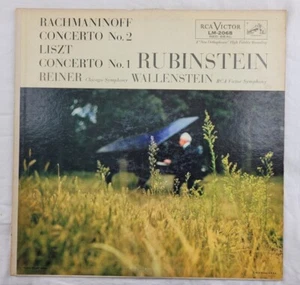 RACHMANINOFF
CONCERTO No. 2
LISZT
CONCERTO No. 1 RUBINSTEIN
REINER Chicago Symphony WALLENSTEIN RCA Victor Symphony
RCA VICTOR
LM-2068